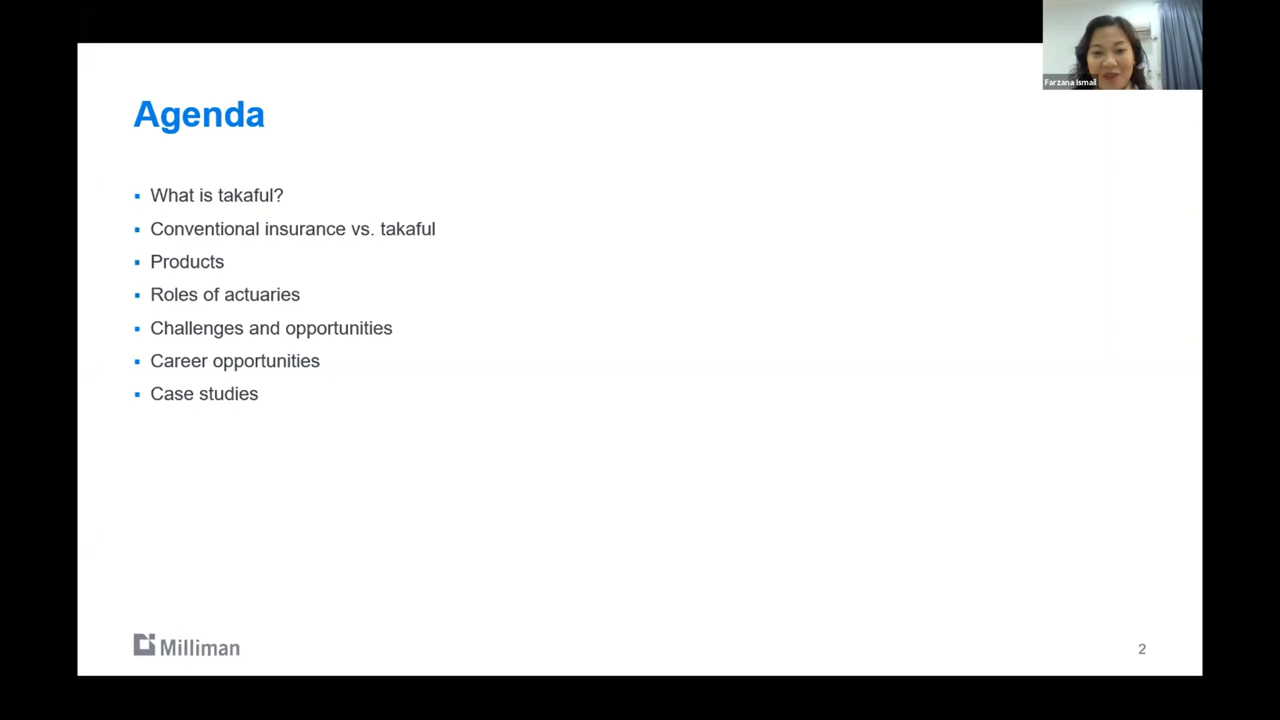 Farzana Ismail
Agenda
What is takaful?
Conventional insurance vs. takaful
Products
Roles of actuaries
Challenges and opportunities
Career opportunities
Case studies
Milliman
2